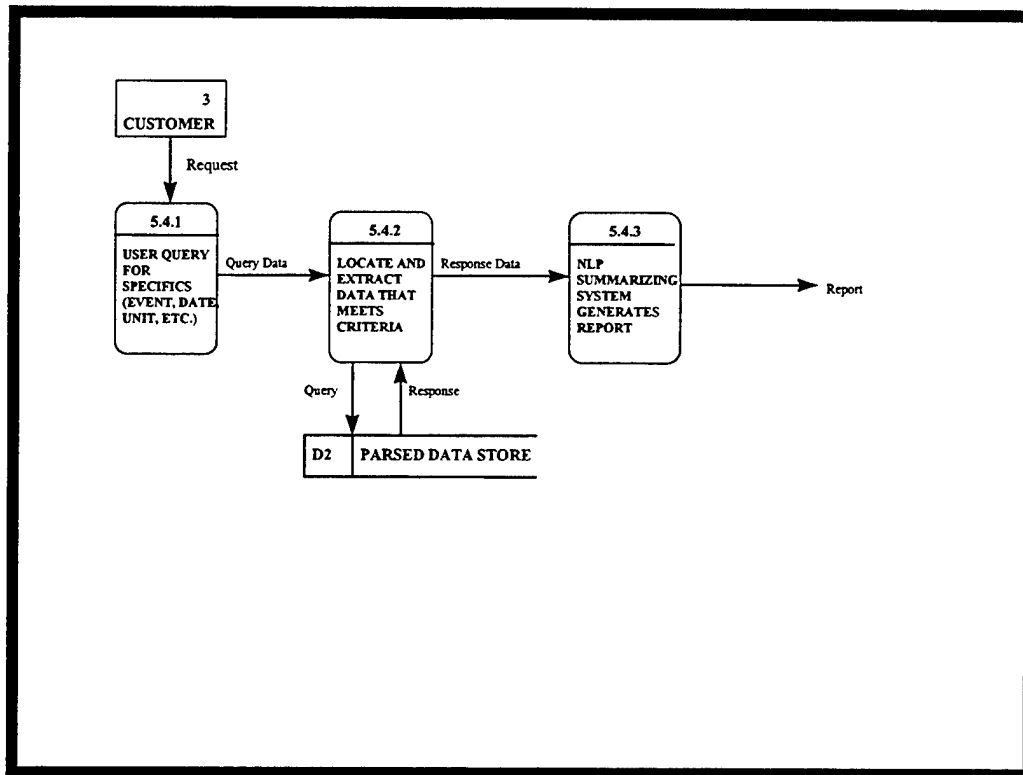 3
CUSTOMER
Request
5.4.1
USER QUERY
FOR
SPECIFICS
(EVENT, DATE,
UNIT, ETC.)
Query Data
5.4.2
LOCATE AND
EXTRACT
DATA THAT
MEETS
CRITERIA
Response Data
5.4.3
NLP
SUMMARIZING
SYSTEM
GENERATES
REPORT
Report
Query
Response
D2
PARSED DATA STORE